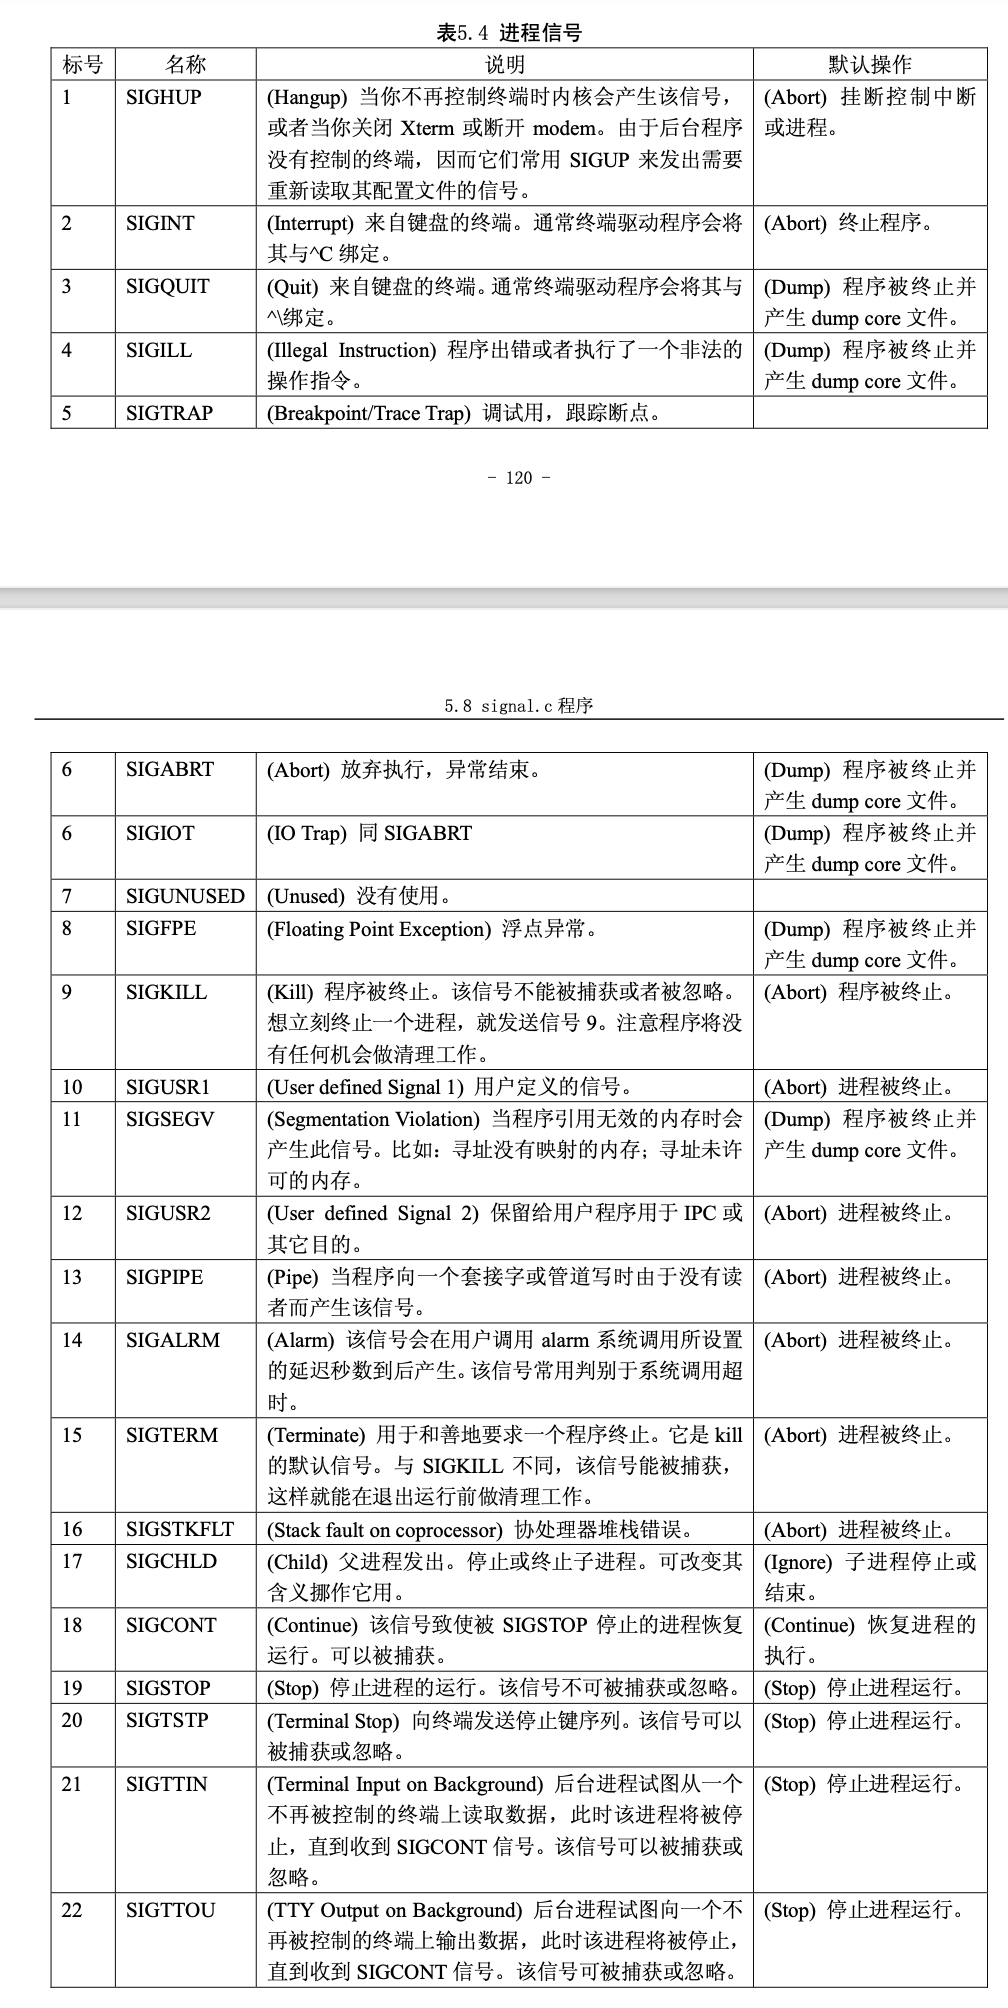 表5.4 进程信号
标号 名称 说明 默认操作
1 SIGHUP (Hangup) 当你不再控制终端时内核会产生该信号， (Abort) 挂断控制中断
或者当你关闭 Xterm 或断开 modem。由于后台程序 或进程。
没有控制的终端，因而它们常用 SIGUP 来发出需要
重新读取其配置文件的信号。
2 SIGINT (Interrupt) 来自键盘的终端。通常终端驱动程序会将 (Abort) 终止程序。
其与^C 绑定。
3 SIGQUIT (Quit) 来自键盘的终端。通常终端驱动程序会将其与 (Dump) 程序被终止并
^\绑定。 产生 dump core 文件。
4 SIGILL (Illegal Instruction) 程序出错或者执行了一个非法的 (Dump) 程序被终止并
操作指令。 产生 dump core 文件。
5 SIGTRAP (Breakpoint/Trace Trap) 调试用，跟踪断点。
- 120 -
5.8 signal.c 程序
6 SIGABRT (Abort) 放弃执行，异常结束。 (Dump) 程序被终止并
产生 dump core 文件。
6 SIGIOT (IO Trap) 同 SIGABRT (Dump) 程序被终止并
产生 dump core 文件。
7 SIGUNUSED (Unused) 没有使用。
8 SIGFPE (Floating Point Exception) 浮点异常。 (Dump) 程序被终止并
产生 dump core 文件。
9 SIGKILL (Kill) 程序被终止。该信号不能被捕获或者被忽略。 (Abort) 程序被终止。
想立刻终止一个进程，就发送信号 9。注意程序将没
有任何机会做清理工作。
10 SIGUSR1 (User defined Signal 1) 用户定义的信号。 (Abort) 进程被终止。
11 SIGSEGV (Segmentation Violation) 当程序引用无效的内存时会 (Dump) 程序被终止并
产生此信号。比如：寻址没有映射的内存；寻址未许 产生 dump core 文件。
可的内存。
12 SIGUSR2 (User defined Signal 2) 保留给用户程序用于 IPC 或 (Abort) 进程被终止。
其它目的。
13 SIGPIPE (Pipe) 当程序向一个套接字或管道写时由于没有读 (Abort) 进程被终止。
者而产生该信号。
14 SIGALRM (Alarm) 该信号会在用户调用 alarm 系统调用所设置 (Abort) 进程被终止。
的延迟秒数到后产生。该信号常用判别于系统调用超
时。
15 SIGTERM (Terminate) 用于和善地要求一个程序终止。它是 kill (Abort) 进程被终止。
的默认信号。与 SIGKILL 不同，该信号能被捕获，
这样就能在退出运行前做清理工作。
16 SIGSTKFLT (Stack fault on coprocessor) 协处理器堆栈错误。 (Abort) 进程被终止。
17 SIGCHLD (Child) 父进程发出。停止或终止子进程。可改变其 (Ignore) 子进程停止或
含义挪作它用。 结束。
18 SIGCONT (Continue) 该信号致使被 SIGSTOP 停止的进程恢复 (Continue) 恢复进程的
运行。可以被捕获。 执行。
19 SIGSTOP (Stop) 停止进程的运行。该信号不可被捕获或忽略。 (Stop) 停止进程运行。
20 SIGTSTP (Terminal Stop) 向终端发送停止键序列。该信号可以 (Stop) 停止进程运行。
被捕获或忽略。
21 SIGTTIN (Terminal Input on Background) 后台进程试图从一个 (Stop) 停止进程运行。
不再被控制的终端上读取数据，此时该进程将被停
止，直到收到 SIGCONT 信号。该信号可以被捕获或
忽略。
22 SIGTTOU (TTY Output on Background) 后台进程试图向一个不 (Stop) 停止进程运行。
再被控制的终端上输出数据，此时该进程将被停止，
直到收到 SIGCONT 信号。该信号可被捕获或忽略。